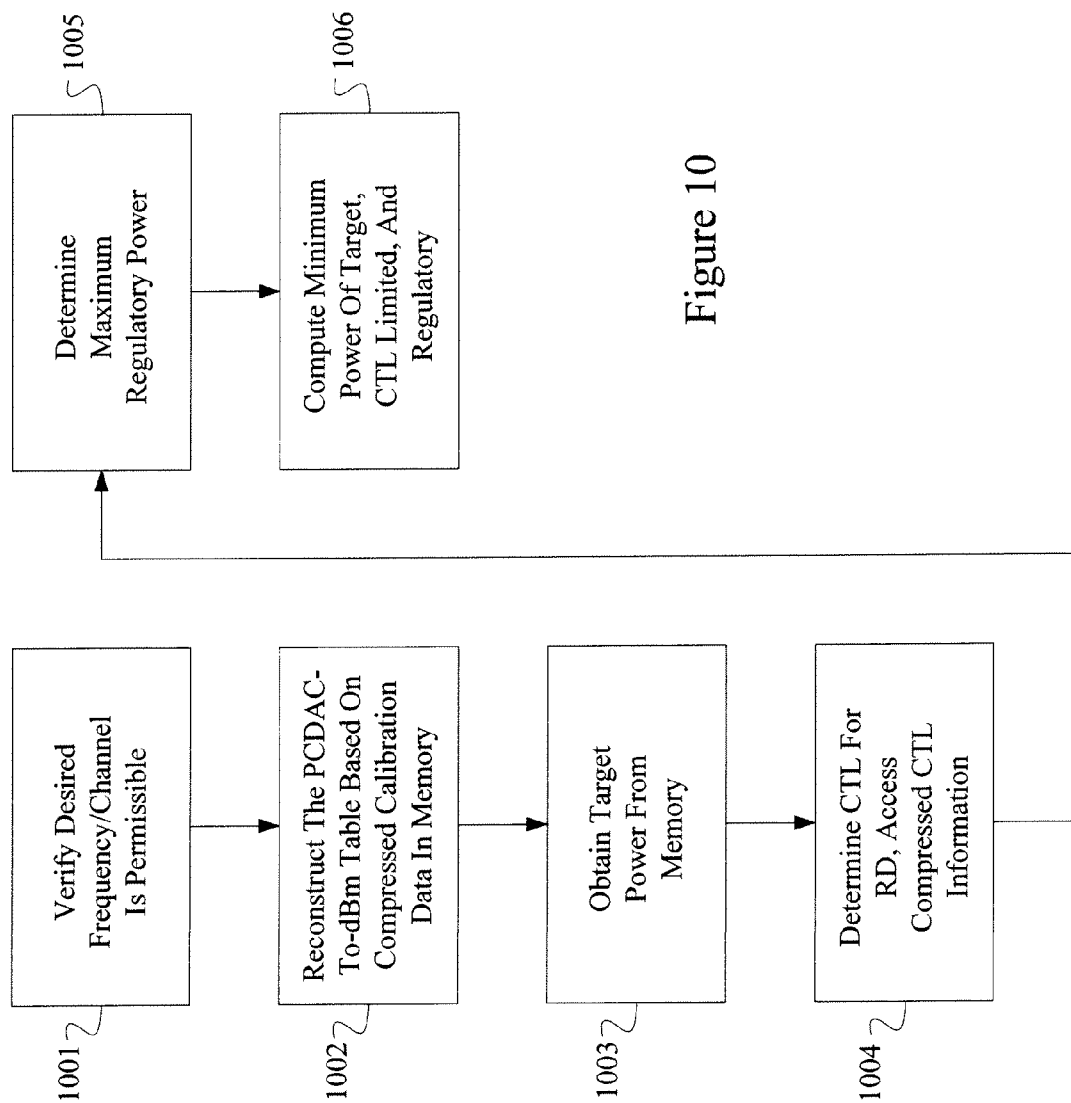 1001
Verify Desired
Frequency/Channel
Is Permissible
1002
Reconstruct The PCDAC-
To-dBm Table Based On
Compressed Calibration
Data In Memory
1003
Obtain Target
Power From
Memory
1004
Determine CTL For
RD, Access
Compressed CTL
Information
Determine
Maximum
Regulatory Power
1005
Compute Minimum
Power Of Target,
CTL Limited, And
Regulatory
1006
Figure 10